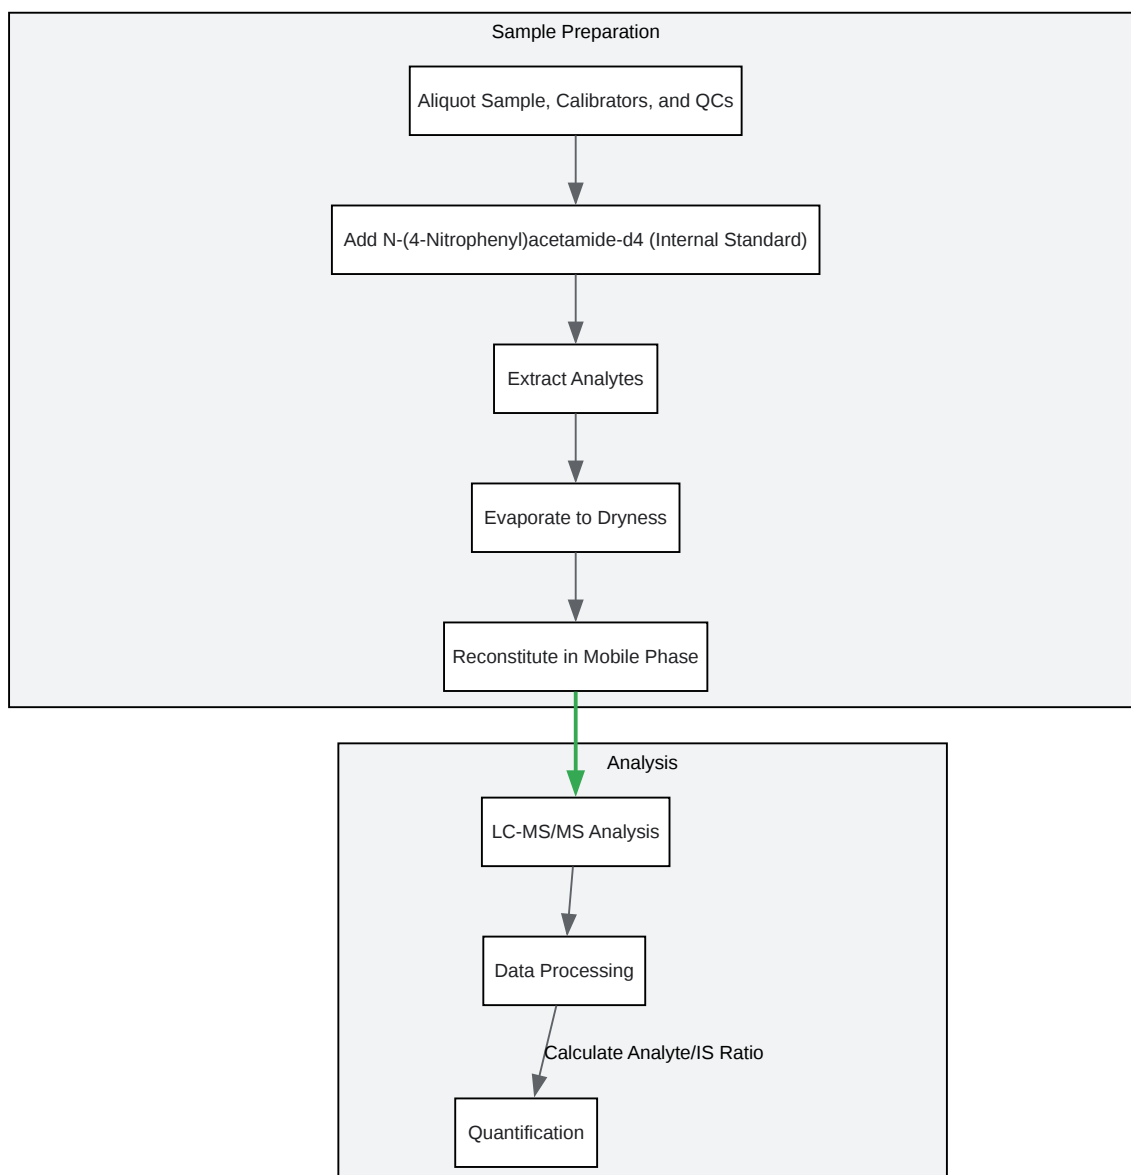 Sample Preparation
Aliquot Sample, Calibrators, and QCs
Add N-(4-Nitrophenyl)acetamide-d4 (Internal Standard)
Extract Analytes
Evaporate to Dryness
Reconstitute in Mobile Phase
Analysis
LC-MS/MS Analysis
Data Processing
Calculate Analyte/IS Ratio
Quantification